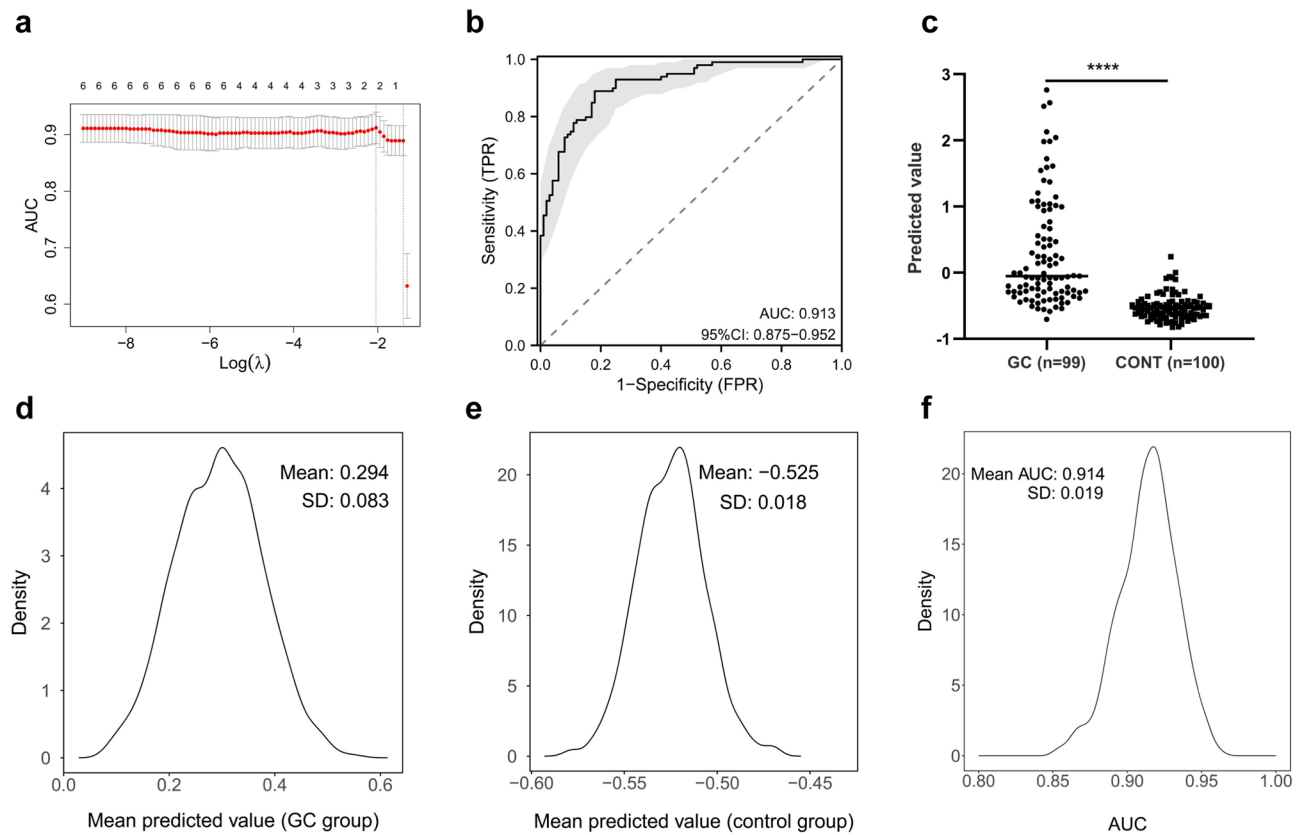 a
6 6 6 6 6 6 6 6 6 6 4 4 4 4 4 3 3 2 2 1
AUC
0.9
0.8
0.7
0.6
−8 −6 −4 −2
Log(λ)
b
Sensitivity (TPR)
1.0
0.8
0.6
0.4
0.2
0.0
AUC: 0.913
95%CI: 0.875−0.952
0.0 0.2 0.4 0.6 0.8 1.0
1−Specificity (FPR)
c
****
Predicted value
3
2
1
0
-1
GC (n=99) CONT (n=100)
d
Mean: 0.294
SD: 0.083
Density
4
3
2
1
0
0.0 0.2 0.4 0.6
Mean predicted value (GC group)
e
Mean: −0.525
SD: 0.018
Density
20
15
10
5
0
−0.60 −0.55 −0.50 −0.45
Mean predicted value (control group)
f
Mean AUC: 0.914
SD: 0.019
Density
20
15
10
5
0
0.80 0.85 0.90 0.95 1.00
AUC